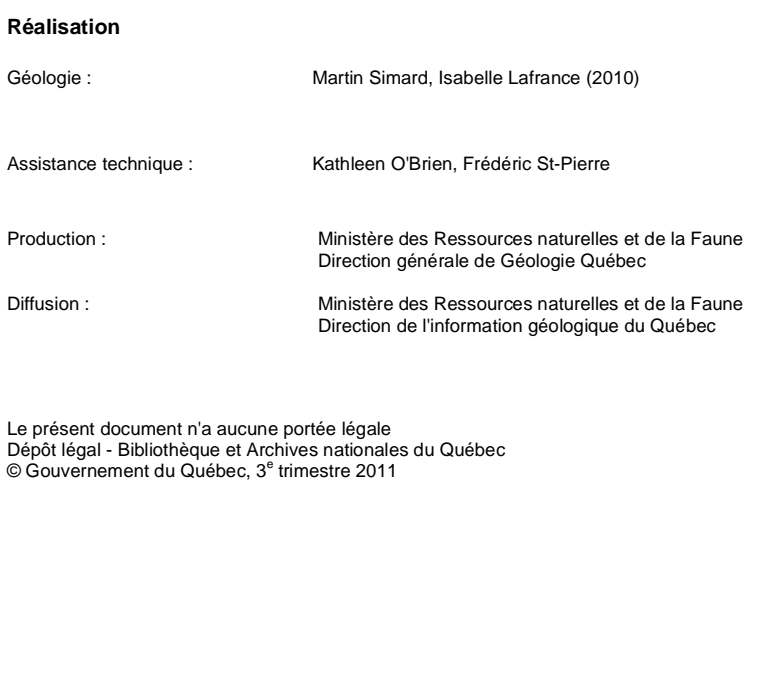 Réalisation
Géologie : Martin Simard, Isabelle Lafrance (2010)
Assistance technique : Kathleen O'Brien, Frédéric St-Pierre
Production : Ministère des Ressources naturelles et de la Faune
Direction générale de Géologie Québec
Diffusion : Ministère des Ressources naturelles et de la Faune
Direction de l'information géologique du Québec
Le présent document n'a aucune portée légale
Dépôt légal - Bibliothèque et Archives nationales du Québec
© Gouvernement du Québec, 3e trimestre 2011